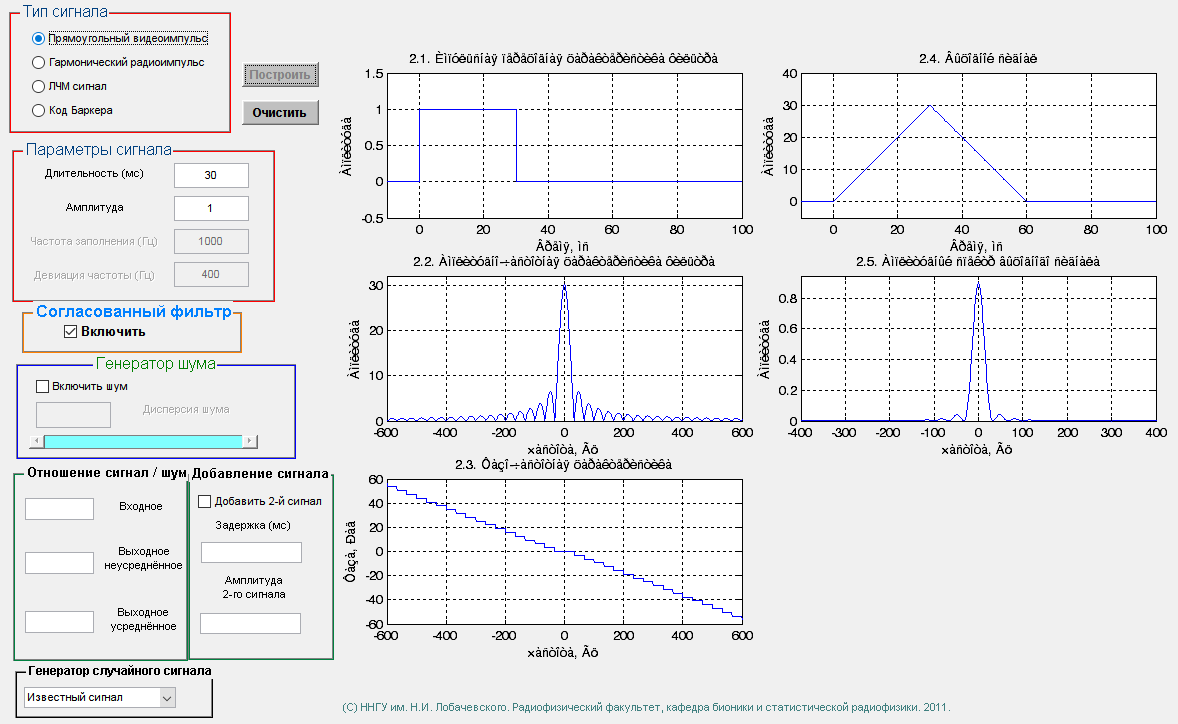 Тип сигнала
Прямоугольный видеоимпульс
Гармонический радиоимпульс
ЛЧМ сигнал
Код Баркера
Построить
Очистить
Параметры сигнала
Длительность (мс)
30
Амплитуда
1
Частота заполнения (Гц)
1000
Девиация частоты (Гц)
400
Согласованный фильтр
Включить
Генератор шума
Включить шум
Дисперсия шума
Отношение сигнал / шум
Входное
Выходное
неусреднённое
Выходное
усреднённое
Добавление сигнала
Добавить 2-й сигнал
Задержка (мс)
Амплитуда
2-го сигнала
Генератор случайного сигнала
Известный сигнал
2.1. Èìïóëüñíàÿ ïåðåõîäíàÿ õàðàêòåðèñòèêà ôèëüòðà
Àìïëèòóäà
1.5
1
0.5
0
-0.5
0 20 40 60 80 100
Âðåìÿ, ìñ
2.2. Àìïëèòóäíî-÷àñòîòíàÿ õàðàêòåðèñòèêà ôèëüòðà
Àìïëèòóäà
30
20
10
0
-600 -400 -200 0 200 400 600
×àñòîòà, Ãö
2.3. Ôàçî-÷àñòîòíàÿ õàðàêòåðèñòèêà
Ôàçà, Ðàä
60
40
20
0
-20
-40
-60
-600 -400 -200 0 200 400 600
×àñòîòà, Ãö
2.4. Âûõîäíîé ñèãíàë
Àìïëèòóäà
40
30
20
10
0
0 20 40 60 80 100
Âðåìÿ, ìñ
2.5. Àìïëèòóäíûé ñïåêòð âûõîäíîãî ñèãíàëà
Àìïëèòóäà
0.8
0.6
0.4
0.2
0
-400 -300 -200 -100 0 100 200 300 400
×àñòîòà, Ãö
(С) ННГУ им. Н.И. Лобачевского. Радиофизический факультет, кафедра бионики и статистической радиофизики. 2011.